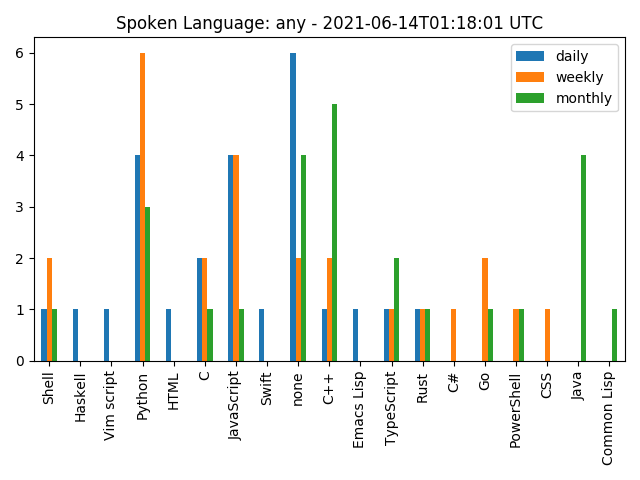 Spoken Language: any - 2021-06-14T01:18:01 UTC
daily
weekly
monthly
6
5
4
3
2
1
0
Shell
Haskell
Vim script
Python
HTML
C
JavaScript
Swift
none
C++
Emacs Lisp
TypeScript
Rust
C#
Go
PowerShell
CSS
Java
Common Lisp